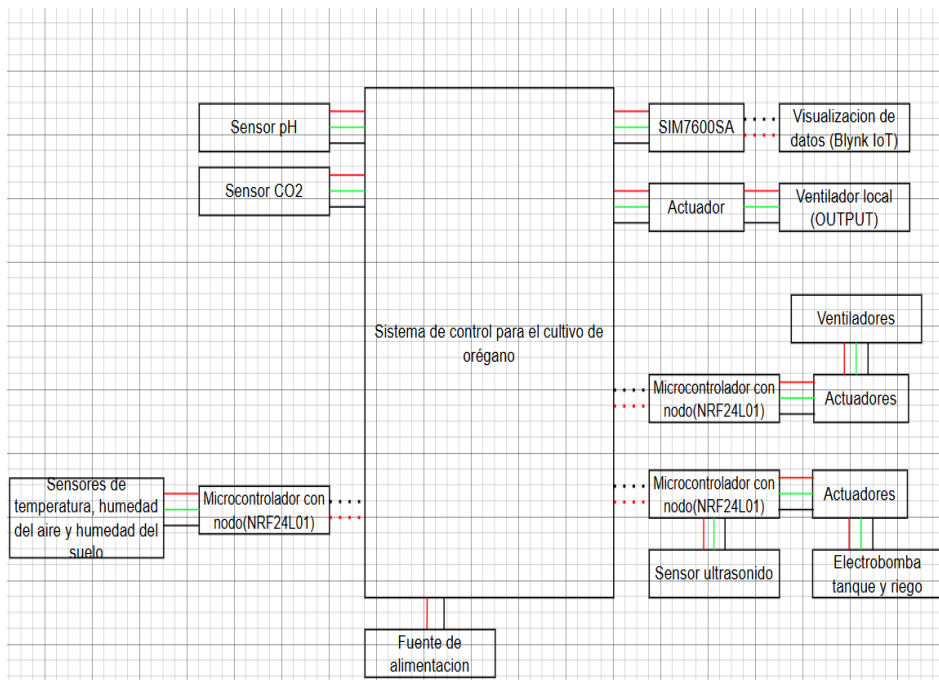 Sensor pH
Sensor CO2
SIM7600SA
Visualizacion de
datos (Blynk IoT)
Actuador
Ventilador local
(OUTPUT)
Sistema de control para el cultivo de
orégano
Ventiladores
Microcontrolador con
nodo(NRF24L01)
Actuadores
Sensores de
temperatura, humedad
del aire y humedad del
suelo
Microcontrolador con
nodo(NRF24L01)
Microcontrolador con
nodo(NRF24L01)
Actuadores
Sensor ultrasonido
Electrobomba
tanque y riego
Fuente de
alimentacion